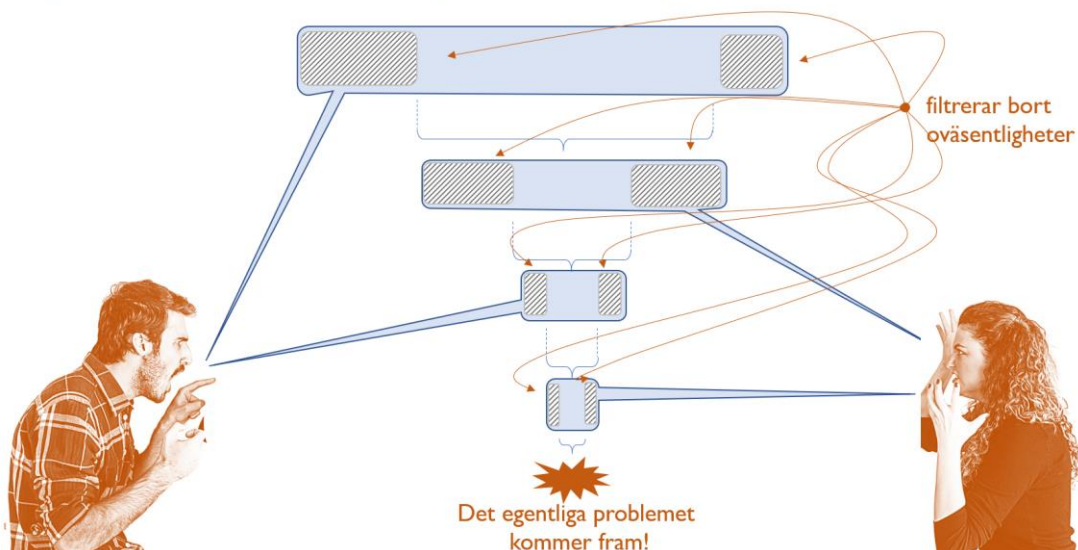 filtrerar bort
oväsentligheter
Det egentliga problemet
kommer fram!